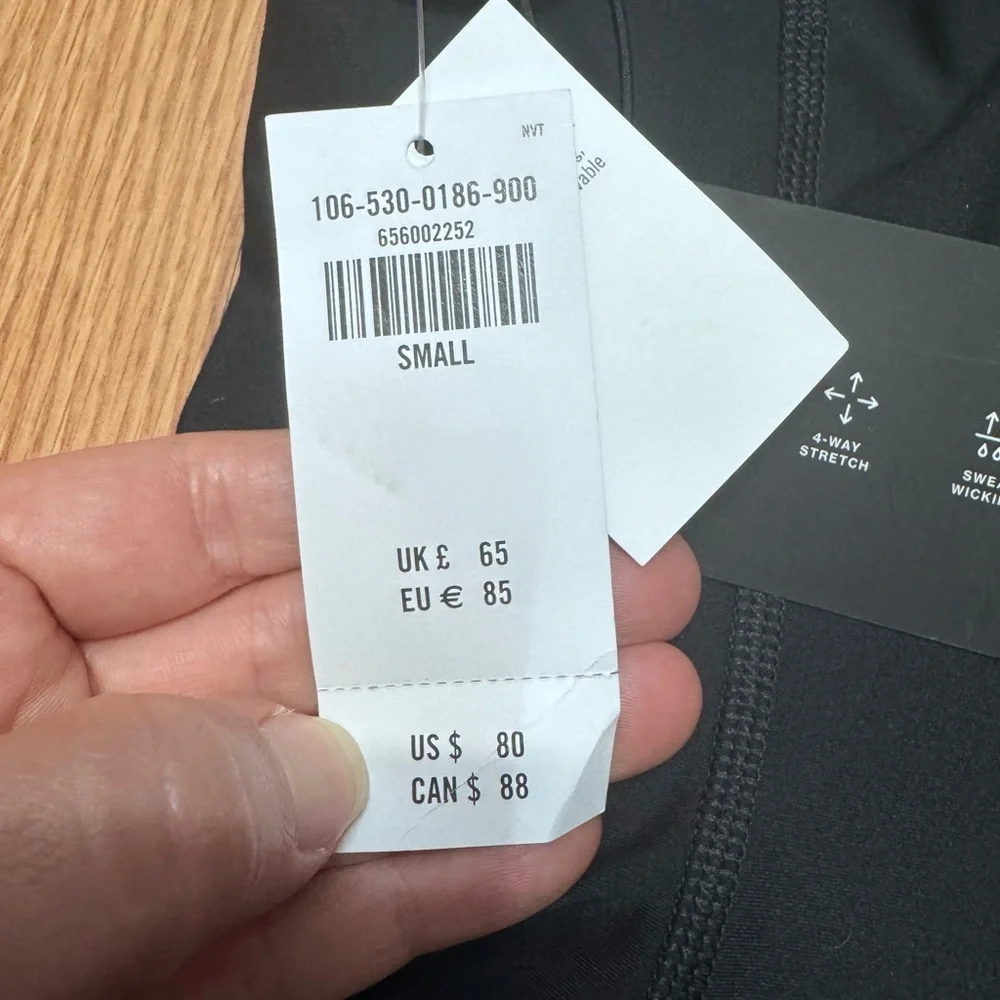 NVT
106-530-0186-900
656002252
SMALL
UK £ 65
EU € 85
US $ 80
CAN $ 88
4-WAY
STRETCH